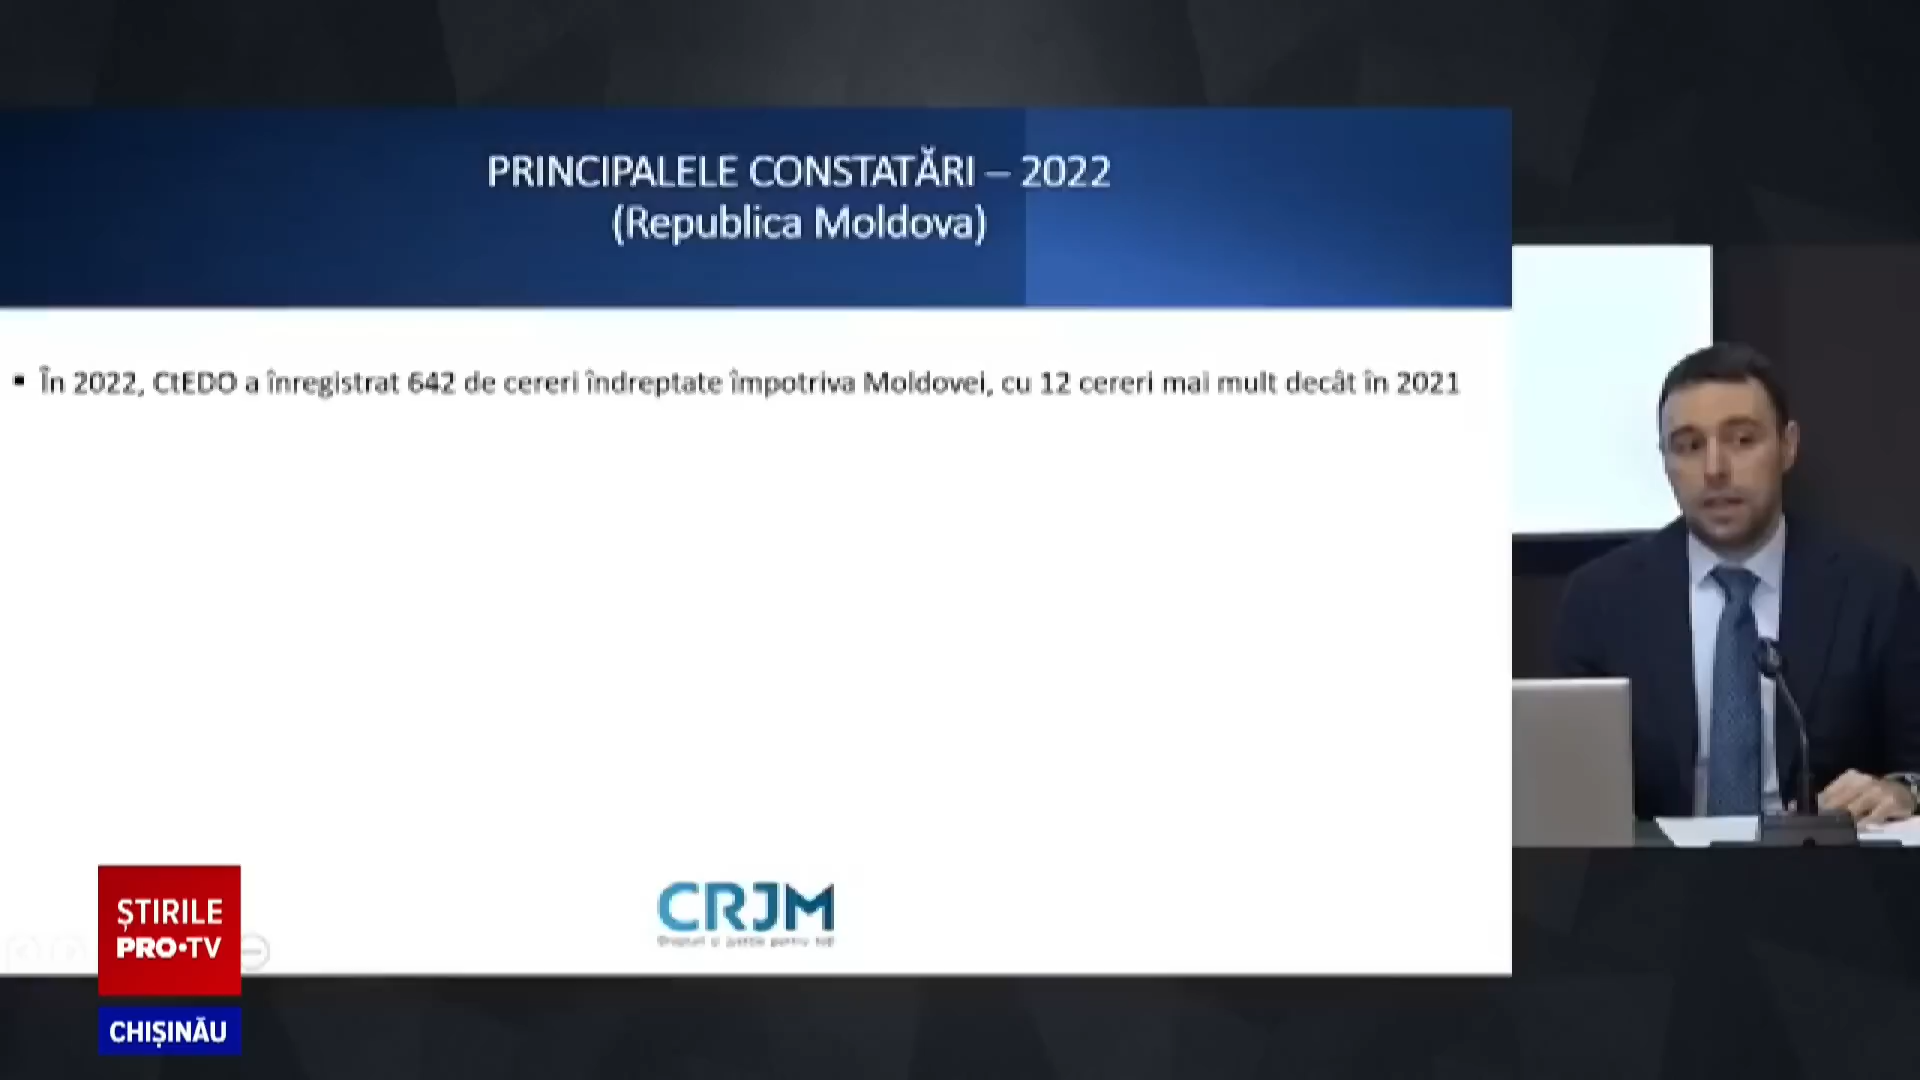 PRINCIPALELE CONSTATĂRI – 2022
(Republica Moldova)
▪ În 2022, CtEDO a înregistrat 642 de cereri îndreptate împotriva Moldovei, cu 12 cereri mai mult decât în 2021
CRJM
ȘTIRILE
PRO•TV
CHIȘINĂU